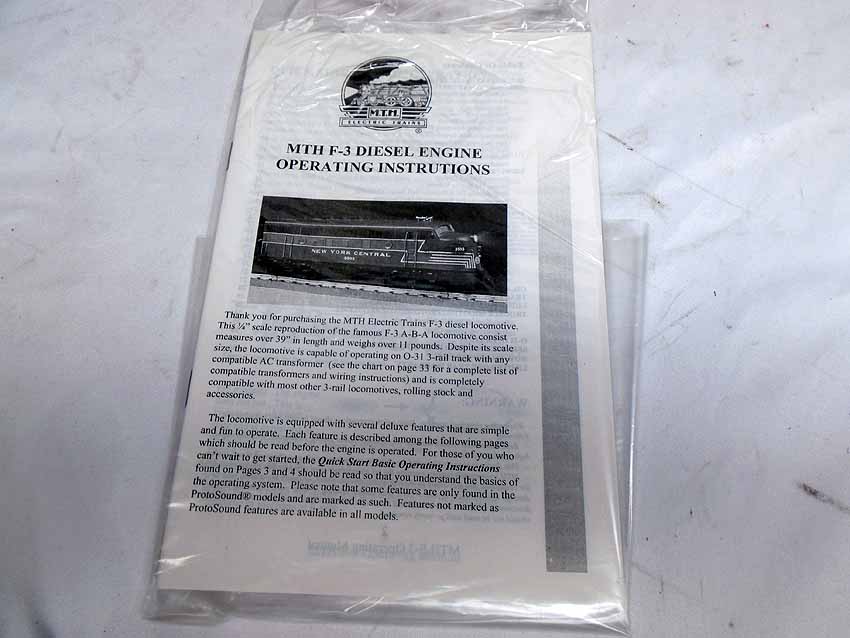 M.T.H.
ELECTRIC TRAINS
®
MTH F-3 DIESEL ENGINE
OPERATING INSTRUTIONS
NEW YORK CENTRAL
Thank you for purchasing the MTH Electric Trains F-3 diesel locomotive.
This ¼" scale reproduction of the famous F-3 A-B-A locomotive consist
measures over 39" in length and weighs over 11 pounds. Despite its scale
size, the locomotive is capable of operating on O-31 3-rail track with any
compatible AC transformer (see the chart on page 33 for a complete list of
compatible transformers and wiring instructions) and is completely
compatible with most other 3-rail locomotives, rolling stock and
accessories.
The locomotive is equipped with several deluxe features that are simple
and fun to operate. Each feature is described among the following pages
which should be read before the engine is operated. For those of you who
can't wait to get started, the Quick Start Basic Operating Instructions
found on Pages 3 and 4 should be read so that you understand the basics of
the operating system. Please note that some features are only found in the
ProtoSound® models and are marked as such. Features not marked as
ProtoSound features are available in all models.